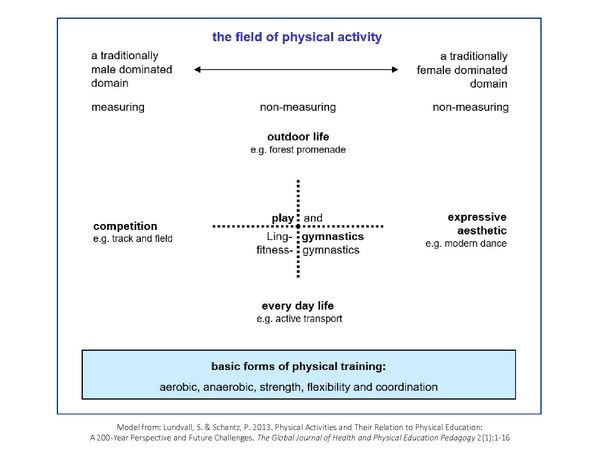 the field of physical activity
a traditionally
male dominated
domain
a traditionally
female dominated
domain
measuring
non-measuring
non-measuring
outdoor life
e.g. forest promenade
competition
e.g. track and field
play and
Ling- gymnastics
fitness- gymnastics
expressive
aesthetic
e.g. modern dance
every day life
e.g. active transport
basic forms of physical training:
aerobic, anaerobic, strength, flexibility and coordination
Model from: Lundvall, S. & Schantz, P. 2013. Physical Activities and Their Relation to Physical Education:
A 200-Year Perspective and Future Challenges. The Global Journal of Health and Physical Education Pedagogy 2(1):1-16